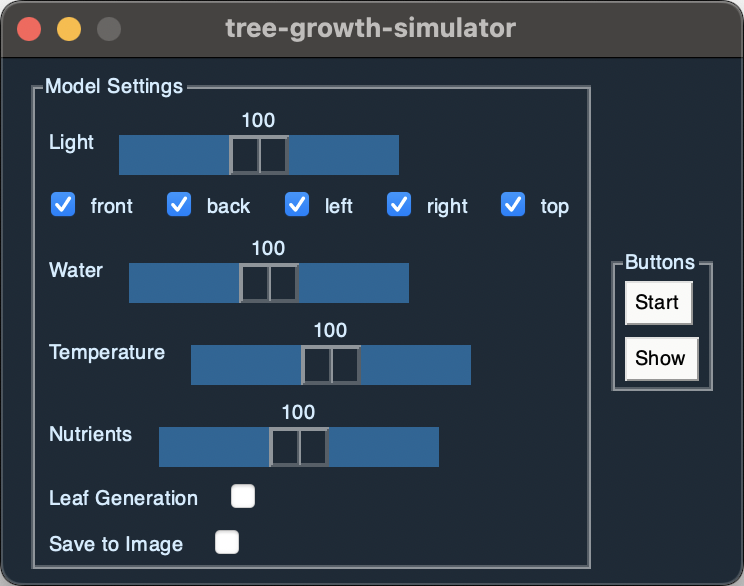 tree-growth-simulator
Model Settings
100
Light
front back left right top
100
Water
100
Temperature
100
Nutrients
Leaf Generation
Save to Image
Buttons
Start
Show